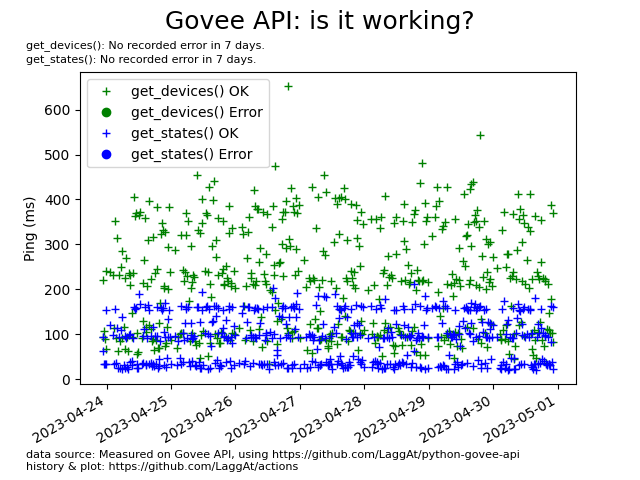 Govee API: is it working?
get_devices(): No recorded error in 7 days.
get_states(): No recorded error in 7 days.
get_devices() OK
get_devices() Error
get_states() OK
get_states() Error
Ping (ms)
600
500
400
300
200
100
0
2023-04-24
2023-04-25
2023-04-26
2023-04-27
2023-04-28
2023-04-29
2023-04-30
2023-05-01
data source: Measured on Govee API, using https://github.com/LaggAt/python-govee-api
history & plot: https://github.com/LaggAt/actions